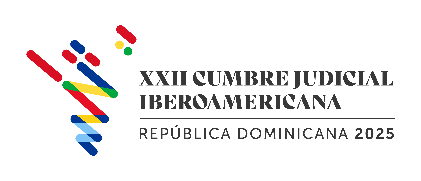 XXII CUMBRE JUDICIAL
IBEROAMERICANA
REPÚBLICA DOMINICANA 2025